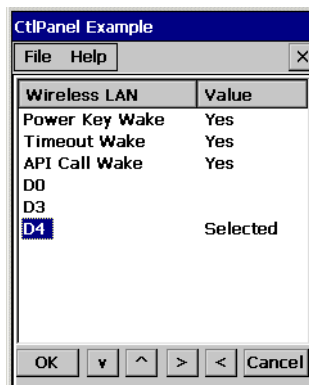 CtlPanel Example
File Help ×
Wireless LAN Value
Power Key Wake Yes
Timeout Wake Yes
API Call Wake Yes
D0
D3
D4 Selected
OK v ^ > < Cancel